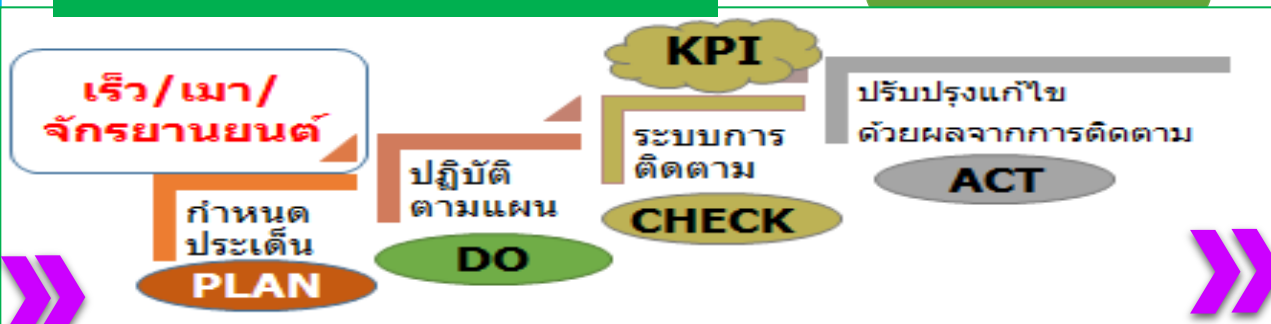 เร็ว/เมา/
จักรยานยนต์
กำหนด
ประเด็น
PLAN
ปฏิบัติ
ตามแผน
DO
KPI
ระบบการ
ติดตาม
CHECK
ปรับปรุงแก้ไข
ด้วยผลจากการติดตาม
ACT